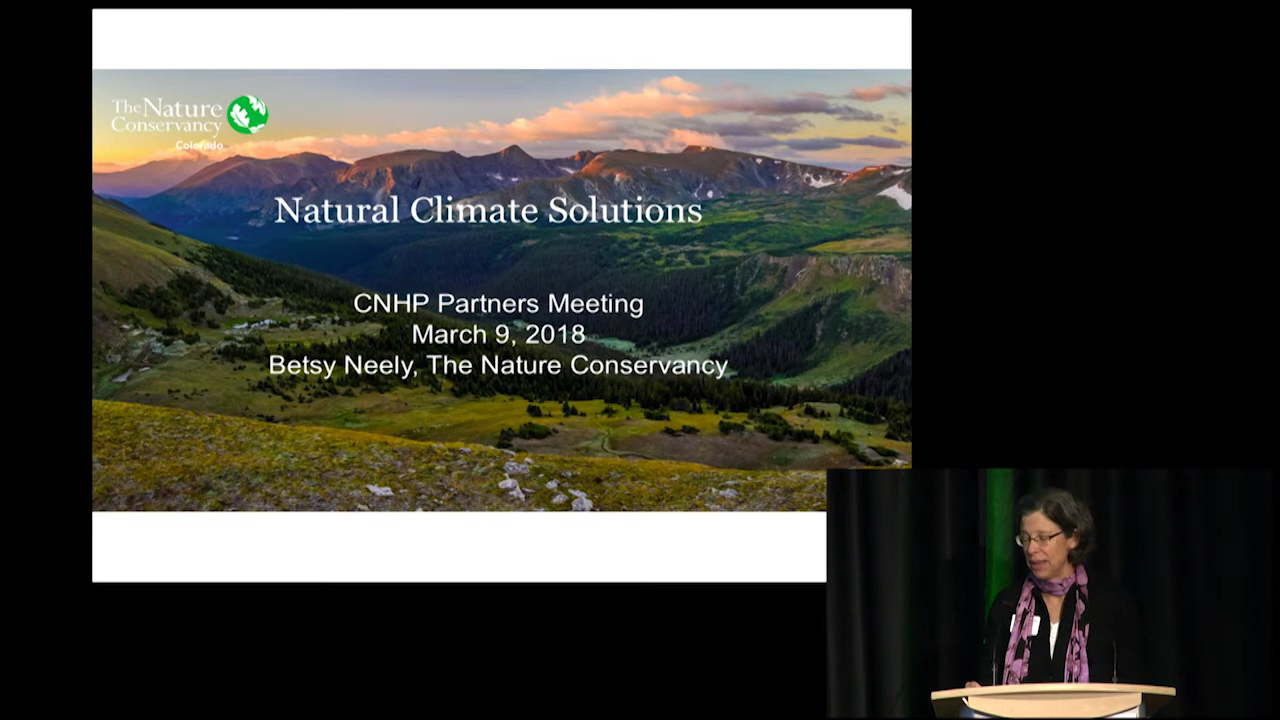 The Nature
Conservancy
Colorado
Natural Climate Solutions
CNHP Partners Meeting
March 9, 2018
Betsy Neely, The Nature Conservancy